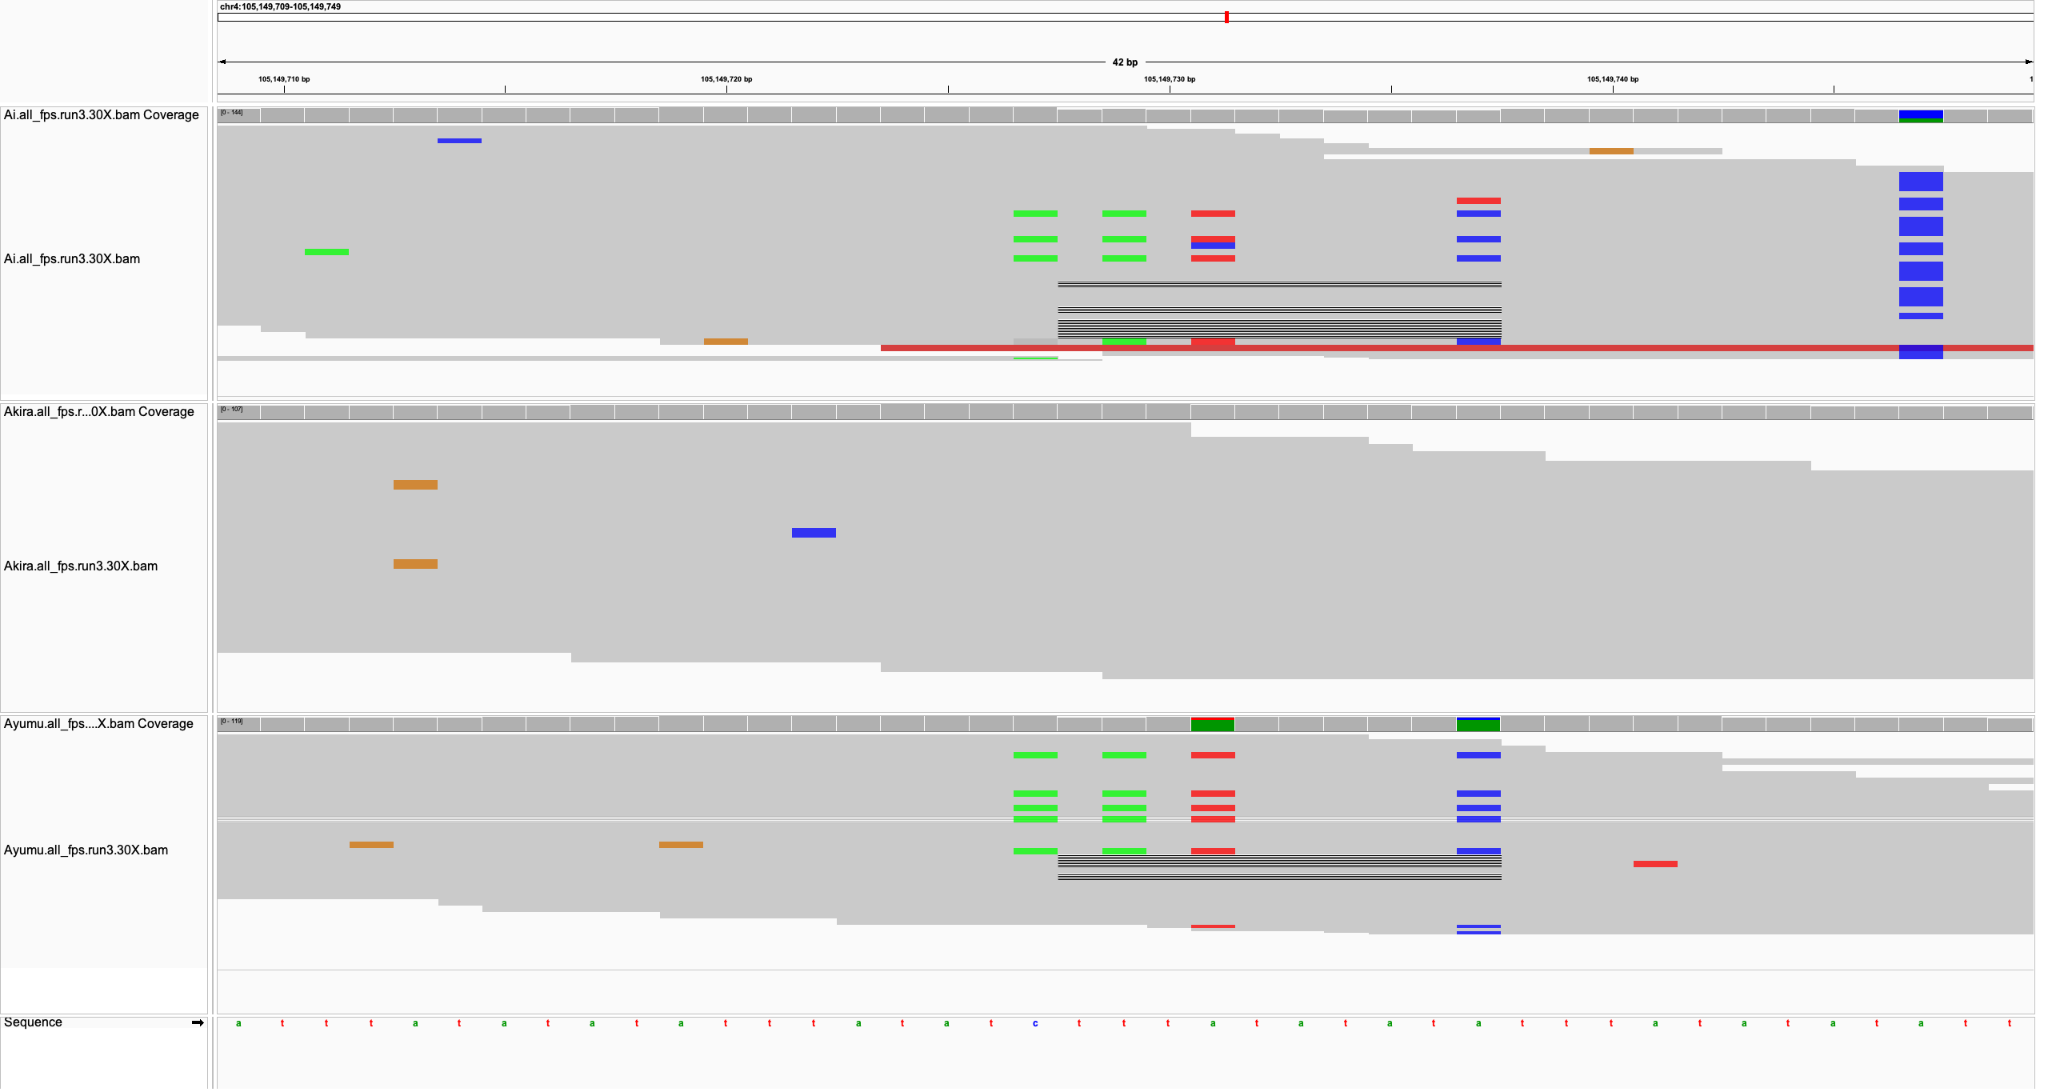 chr4:105,149,709-105,149,749
42 bp
105,149,710 bp 105,149,720 bp 105,149,730 bp 105,149,740 bp 1
Ai.all_fps.run3.30X.bam Coverage
[0 - 144]
Ai.all_fps.run3.30X.bam
Akira.all_fps.r...0X.bam Coverage
[0 - 107]
Akira.all_fps.run3.30X.bam
Ayumu.all_fps....X.bam Coverage
[0 - 119]
Ayumu.all_fps.run3.30X.bam
Sequence
a t t t a t a t a t a t t t a t a t c t t t a t a t a t a t t t a t a t a t a t t